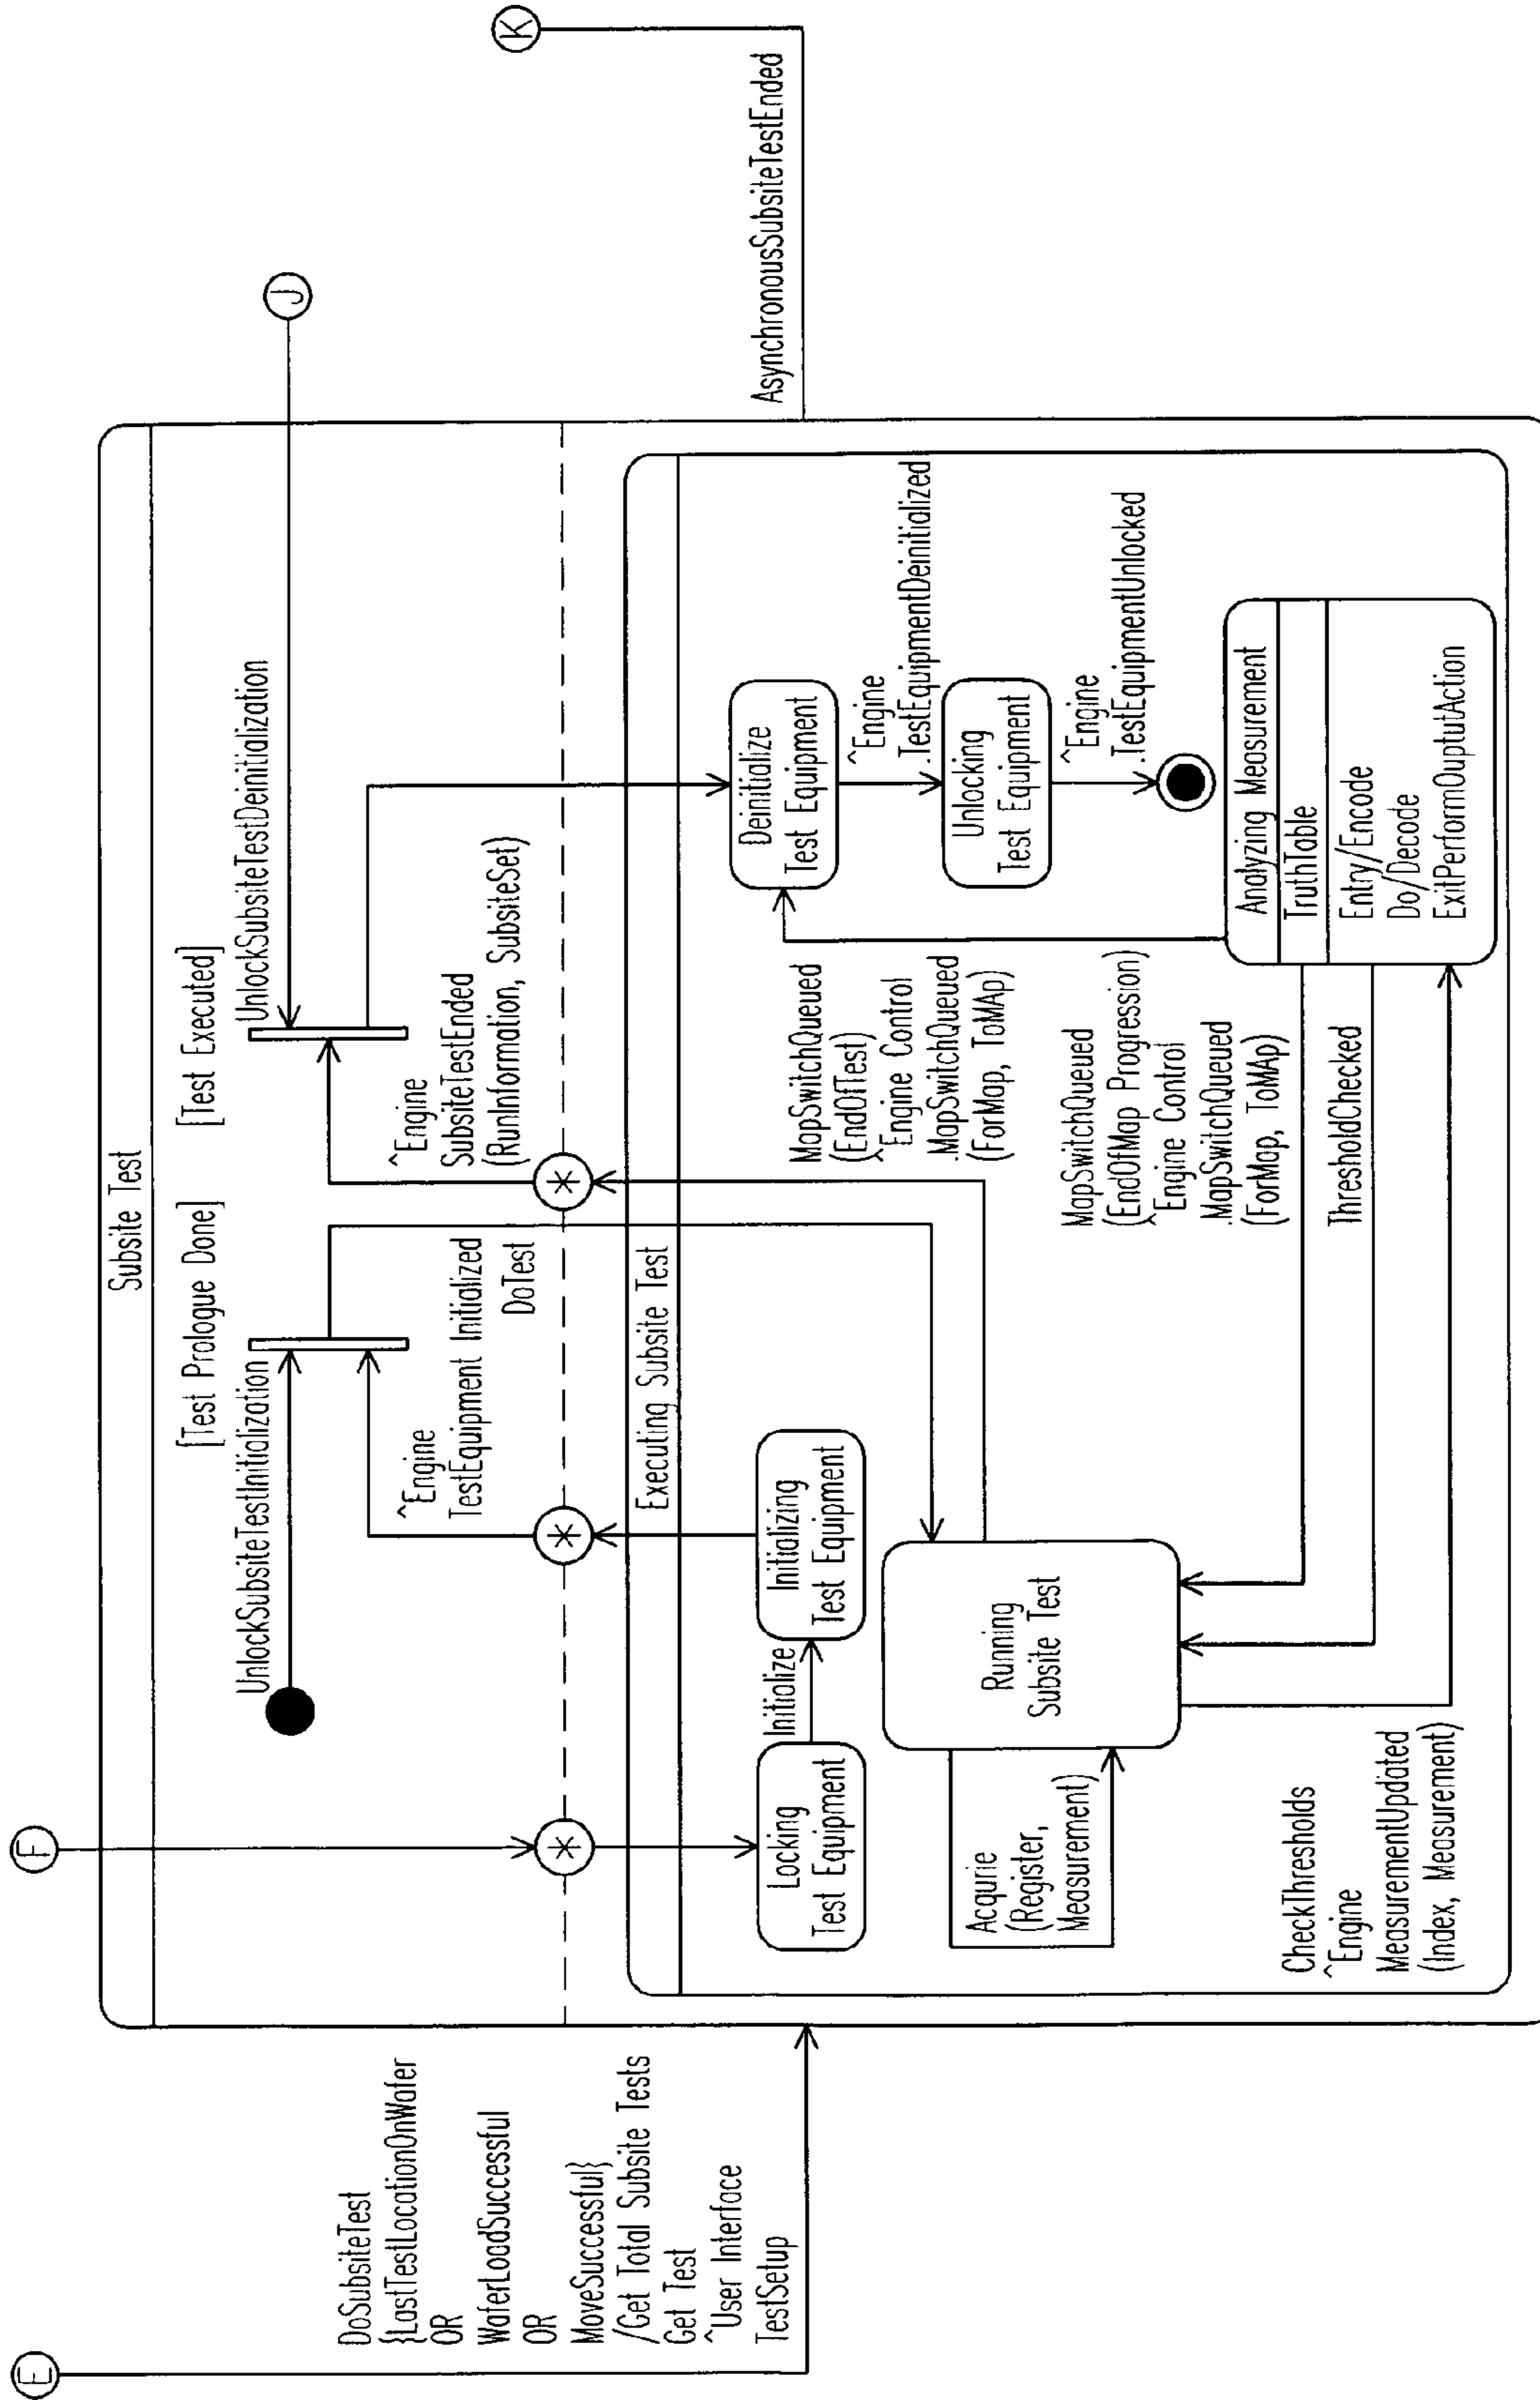 E
DoSubsiteTest
{LastTestLocationOnWafer
OR
WaferLoadSuccessful
OR
MoveSuccessful}
/Get Total Subsite Tests
Get Test
^User Interface
TestSetup
F
Subsite Test
[Test Prologue Done]
[Test Executed]
UnlockSubsiteTestInitialization
UnlockSubsiteTestDeinitialization
J
^Engine
TestEquipment Initialized
DoTest
^Engine
SubsiteTestEnded
(RunInformation, SubsiteSet)
*
*
*
Executing Subsite Test
Locking
Test Equipment
Initiolize
Initializing
Test Equipment
Deinitialize
Test Equipment
^Engine
.TestEquipmentDeinitialized
Unlocking
Test Equipment
^Engine
.TestEquipmentUnlocked
MapSwitchQueued
(EndOfTest)
^Engine Control
.MapSwitchQueued
(ForMap, ToMAp)
Running
Subsite Test
Acqurie
(Register,
Measurement)
MapSwitchQueued
(EndOfMap Progression)
^Engine Control
.MapSwitchQueued
(ForMap, ToMAp)
ThresholdChecked
CheckThresholds
^Engine
MeasurementUpdated
(Index, Measurement)
Analyzing Measurement
TruthTable
Entry/Encode
Do/Decode
ExitPerformOuptutAction
AsynchronousSubsiteTestEnded
K